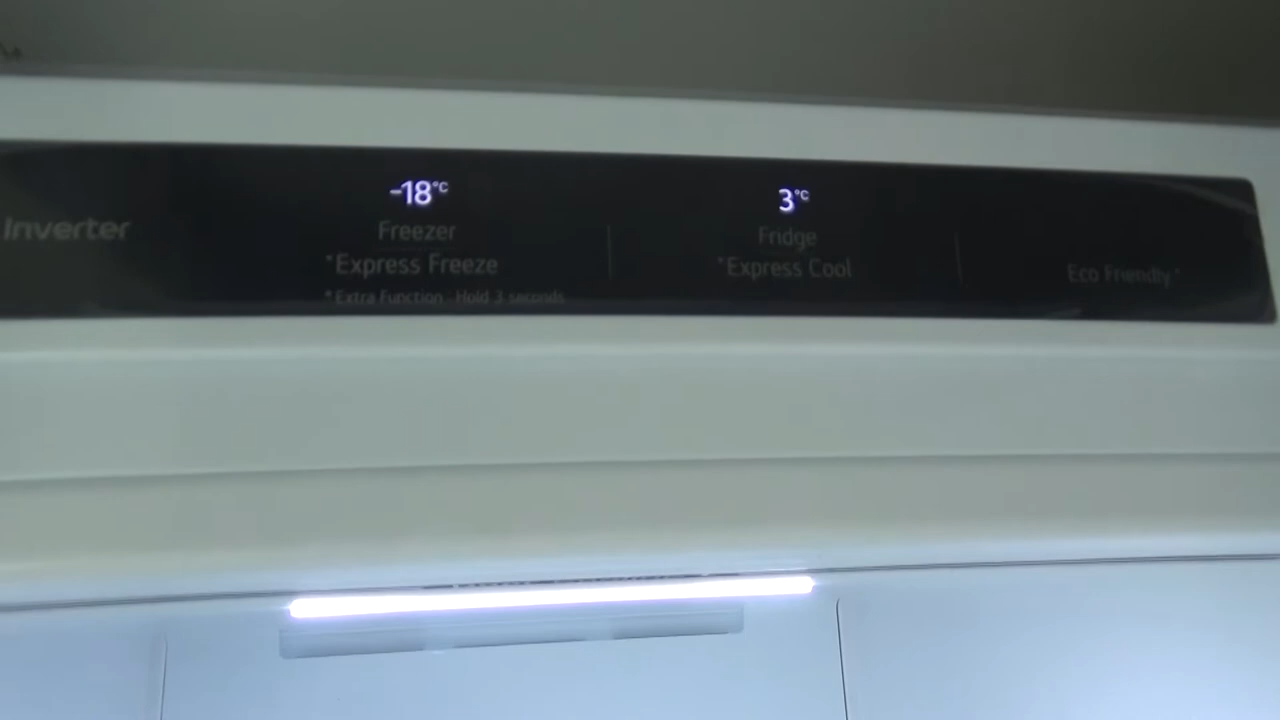 Inverter
-18°C
Freezer
*Express Freeze
*Extra Function : Hold 3 seconds
3°C
Fridge
*Express Cool
Eco Friendly*